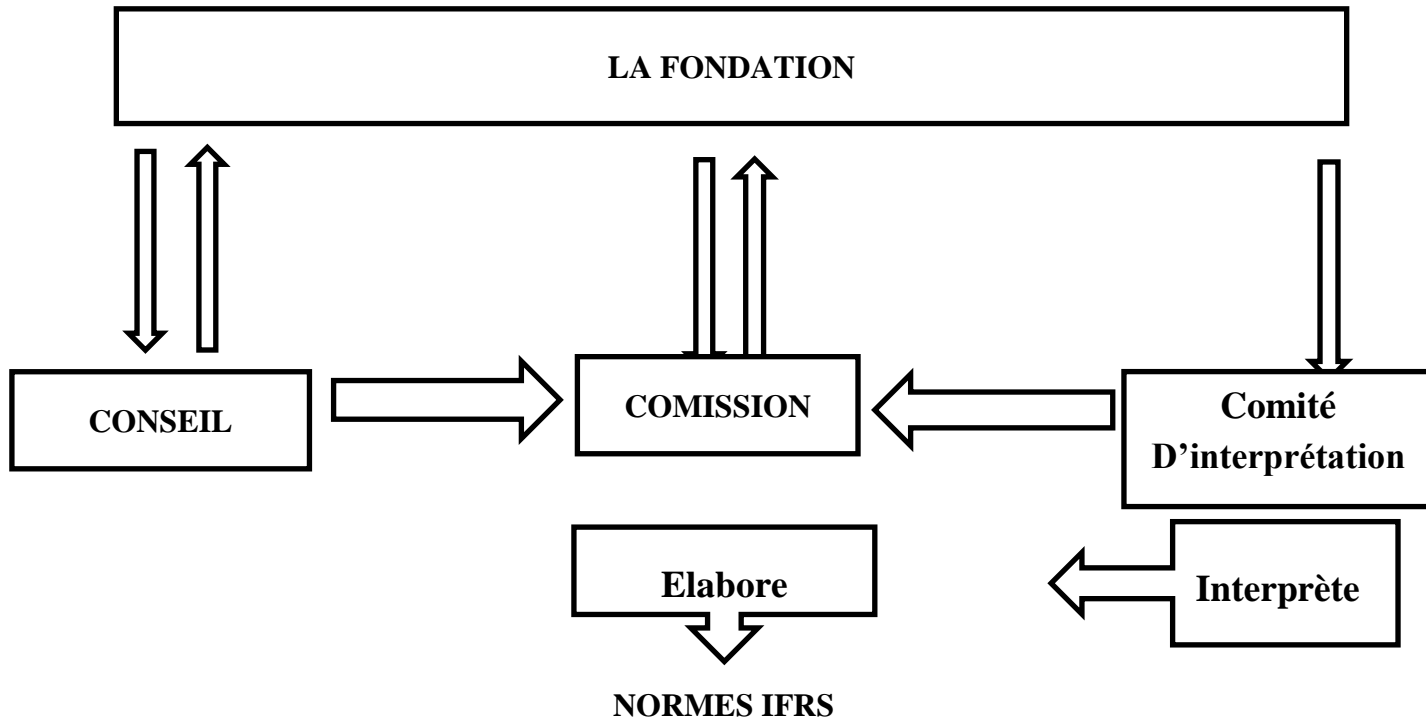 LA FONDATION
CONSEIL
COMISSION
Comité
D’interprétation
Elabore
Interprète
NORMES IFRS